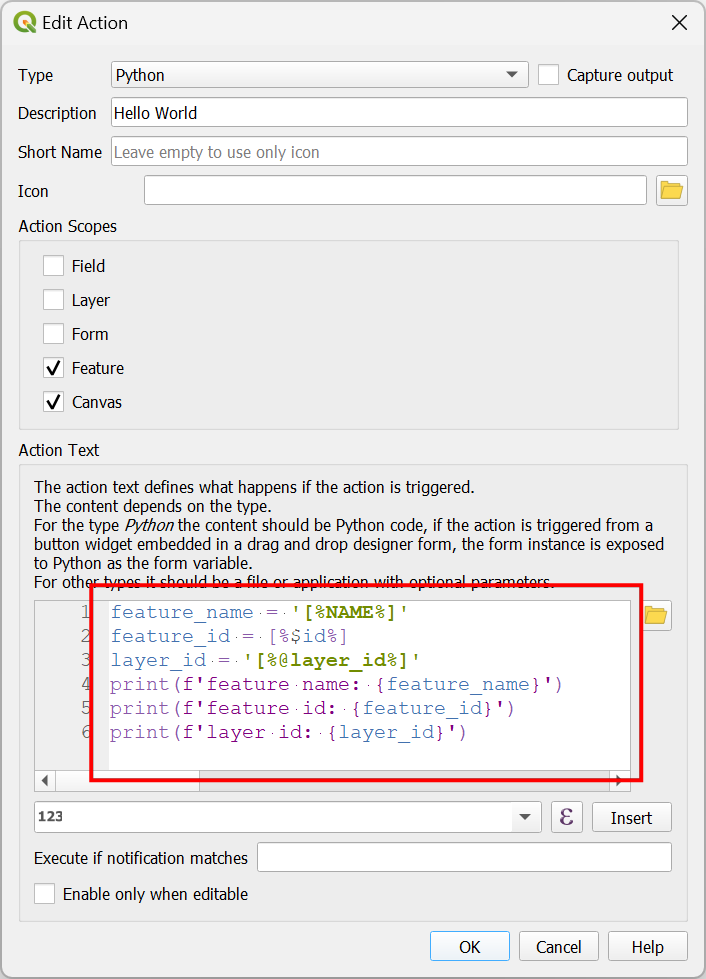 Edit Action
Type Python Capture output
Description Hello World
Short Name Leave empty to use only icon
Icon
Action Scopes
Field
Layer
Form
Feature
Canvas
Action Text
The action text defines what happens if the action is triggered.
The content depends on the type.
For the type Python the content should be Python code, if the action is triggered from a
button widget embedded in a drag and drop designer form, the form instance is exposed
to Python as the form variable.
For other types it should be a file or application with optional parameters.
1 feature_name = '[%NAME%]'
2 feature_id = [%$id%]
3 layer_id = '[%@layer_id%]'
4 print(f'feature name: {feature_name}')
5 print(f'feature id: {feature_id}')
6 print(f'layer id: {layer_id}')
123 ε Insert
Execute if notification matches
Enable only when editable
OK Cancel Help